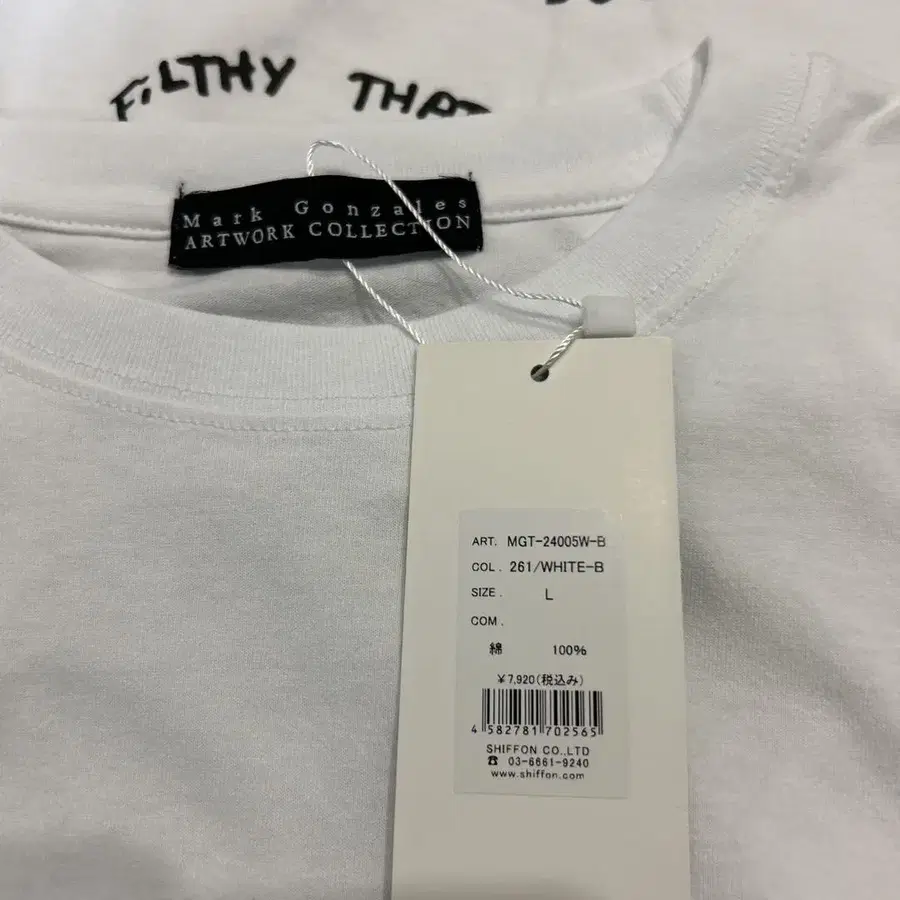 FILTHY THAT
Mark Gonzales
ARTWORK COLLECTION
ART. MGT-24005W-B
COL. 261/WHITE-B
SIZE. L
COM.
綿 100%
¥7,920(税込み)
4 582781 702565
SHIFFON CO.,LTD
☎ 03-6661-9240
www.shiffon.com